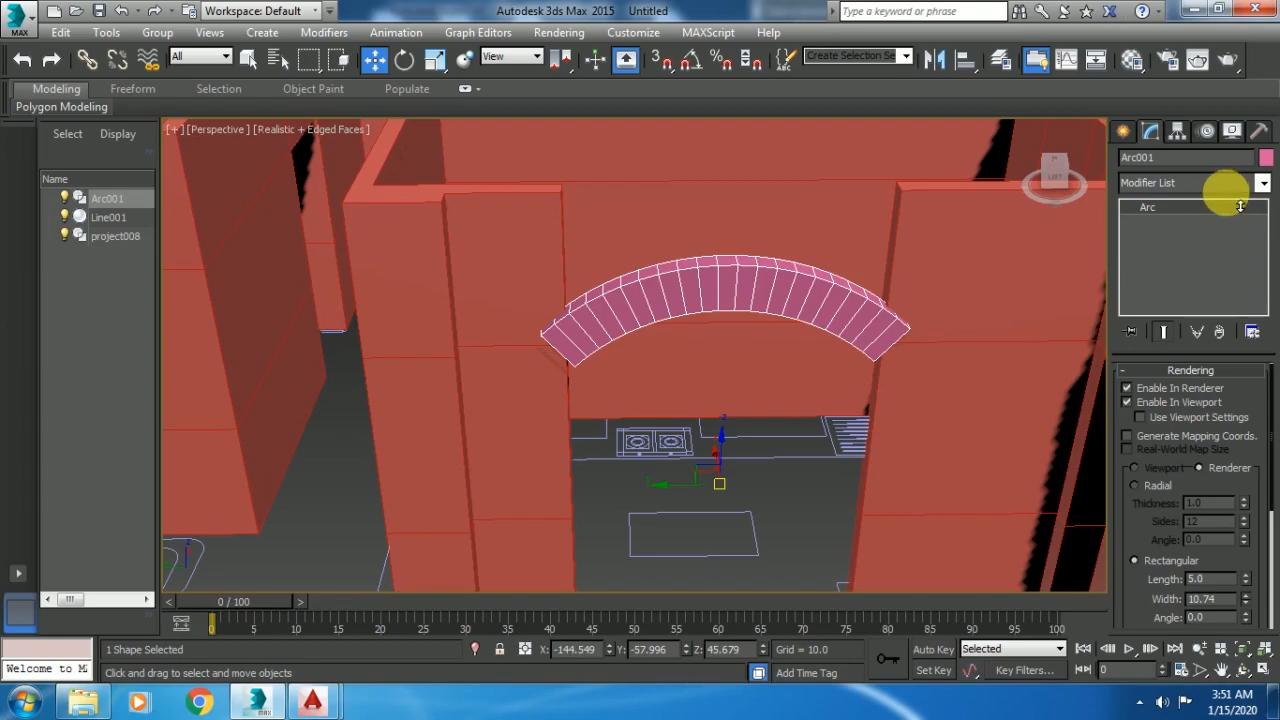 Workspace: Default
Autodesk 3ds Max 2015
Untitled
Type a keyword or phrase
MAX
Edit Tools Group Views Create Modifiers Animation Graph Editors Rendering Customize MAXScript Help
All
View
Create Selection Se
Modeling Freeform Selection Object Paint Populate
Polygon Modeling
Select Display
[+] [Perspective] [Realistic + Edged Faces]
Name
Arc001
Line001
project008
LEFT
Arc001
Modifier List
Arc
- Rendering
Enable In Renderer
Enable In Viewport
Use Viewport Settings
Generate Mapping Coords.
Real-World Map Size
Viewport Renderer
Radial
Thickness: 1.0
Sides: 12
Angle: 0.0
Rectangular
Length: 5.0
Width: 10.74
Angle: 0.0
0 / 100
0 5 10 15 20 25 30 35 40 45 50 55 60 65 70 75 80 85 90 95 100
1 Shape Selected
X: -144.549 Y: -57.996 Z: 45.679 Grid = 10.0
Auto Key Selected
Welcome to M
Click and drag to select and move objects
Add Time Tag
Set Key Key Filters...
0
3:51 AM
1/15/2020